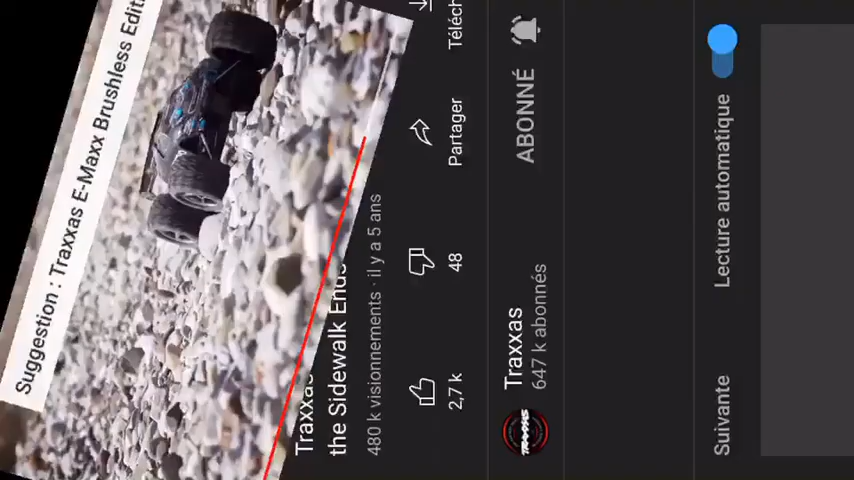 Suggestion : Traxxas E-Maxx Brushless Editi
Traxxas
the Sidewalk Ends
480 k visionnements · il y a 5 ans
2,7 k
48
Partager
Téléch
Traxxas
647 k abonnés
ABONNÉ
TRAXXAS
Suivante
Lecture automatique